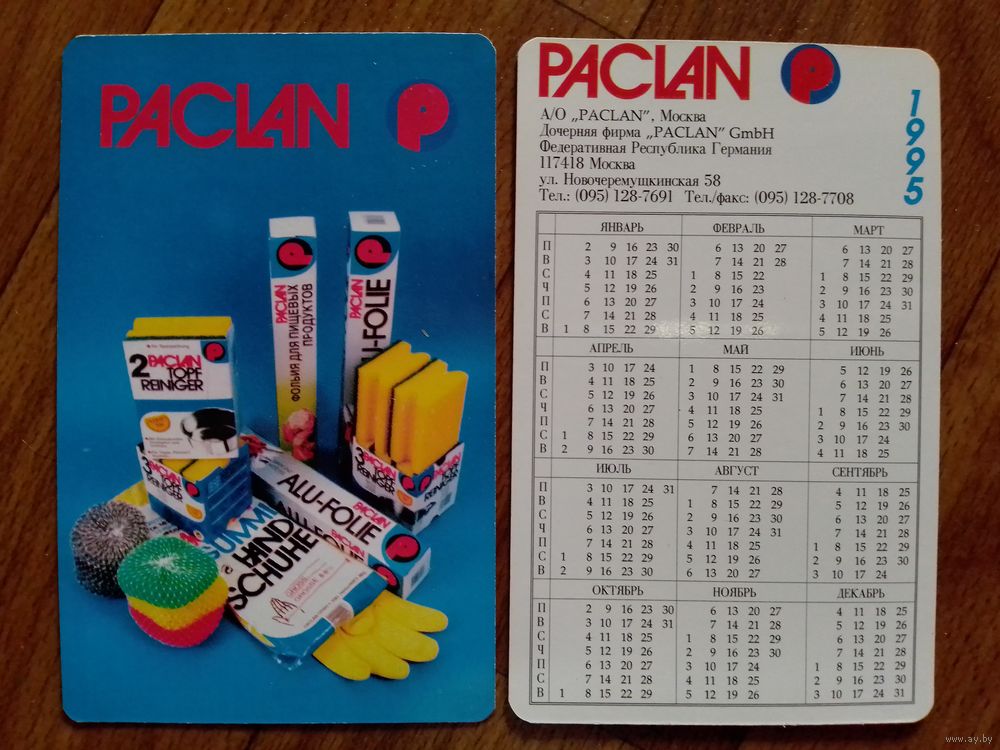 PACLAN P
ФОЛЬГА ДЛЯ ПИЩЕВЫХ
ПРОДУКТОВ
PACLAN
ALU-FOLIE
2 PACLAN
TOPF
REINIGER
3 PACLAN
TOPF
REINIGER
3 PACLAN
TOPF
REINIGER
ALU-FOLIE
PACLAN
GUMMI
HAND
SCHUHE
PACLAN P
1995
А/О „PACLAN", Москва
Дочерняя фирма „PACLAN" GmbH
Федеративная Республика Германия
117418 Москва
ул. Новочеремушкинская 58
Тел.: (095) 128-7691 Тел./факс: (095) 128-7708
ЯНВАРЬ ФЕВРАЛЬ МАРТ
П 2 9 16 23 30 6 13 20 27 6 13 20 27
В 3 10 17 24 31 7 14 21 28 7 14 21 28
С 4 11 18 25 1 8 15 22 1 8 15 22 29
Ч 5 12 19 26 2 9 16 23 2 9 16 23 30
П 6 13 20 27 3 10 17 24 3 10 17 24 31
С 7 14 21 28 4 11 18 25 4 11 18 25
В 1 8 15 22 29 5 12 19 26 5 12 19 26
АПРЕЛЬ МАЙ ИЮНЬ
П 3 10 17 24 1 8 15 22 29 5 12 19 26
В 4 11 18 25 2 9 16 23 30 6 13 20 27
С 5 12 19 26 3 10 17 24 31 7 14 21 28
Ч 6 13 20 27 4 11 18 25 1 8 15 22 29
П 7 14 21 28 5 12 19 26 2 9 16 23 30
С 1 8 15 22 29 6 13 20 27 3 10 17 24
В 2 9 16 23 30 7 14 21 28 4 11 18 25
ИЮЛЬ АВГУСТ СЕНТЯБРЬ
П 3 10 17 24 31 7 14 21 28 4 11 18 25
В 4 11 18 25 1 8 15 22 29 5 12 19 26
С 5 12 19 26 2 9 16 23 30 6 13 20 27
Ч 6 13 20 27 3 10 17 24 31 7 14 21 28
П 7 14 21 28 4 11 18 25 1 8 15 22 29
С 1 8 15 22 29 5 12 19 26 2 9 16 23 30
В 2 9 16 23 30 6 13 20 27 3 10 17 24
ОКТЯБРЬ НОЯБРЬ ДЕКАБРЬ
П 2 9 16 23 30 6 13 20 27 4 11 18 25
В 3 10 17 24 31 7 14 21 28 5 12 19 26
С 4 11 18 25 1 8 15 22 29 6 13 20 27
Ч 5 12 19 26 2 9 16 23 30 7 14 21 28
П 6 13 20 27 3 10 17 24 1 8 15 22 29
С 7 14 21 28 4 11 18 25 2 9 16 23 30
В 1 8 15 22 29 5 12 19 26 3 10 17 24 31
www.ay.by